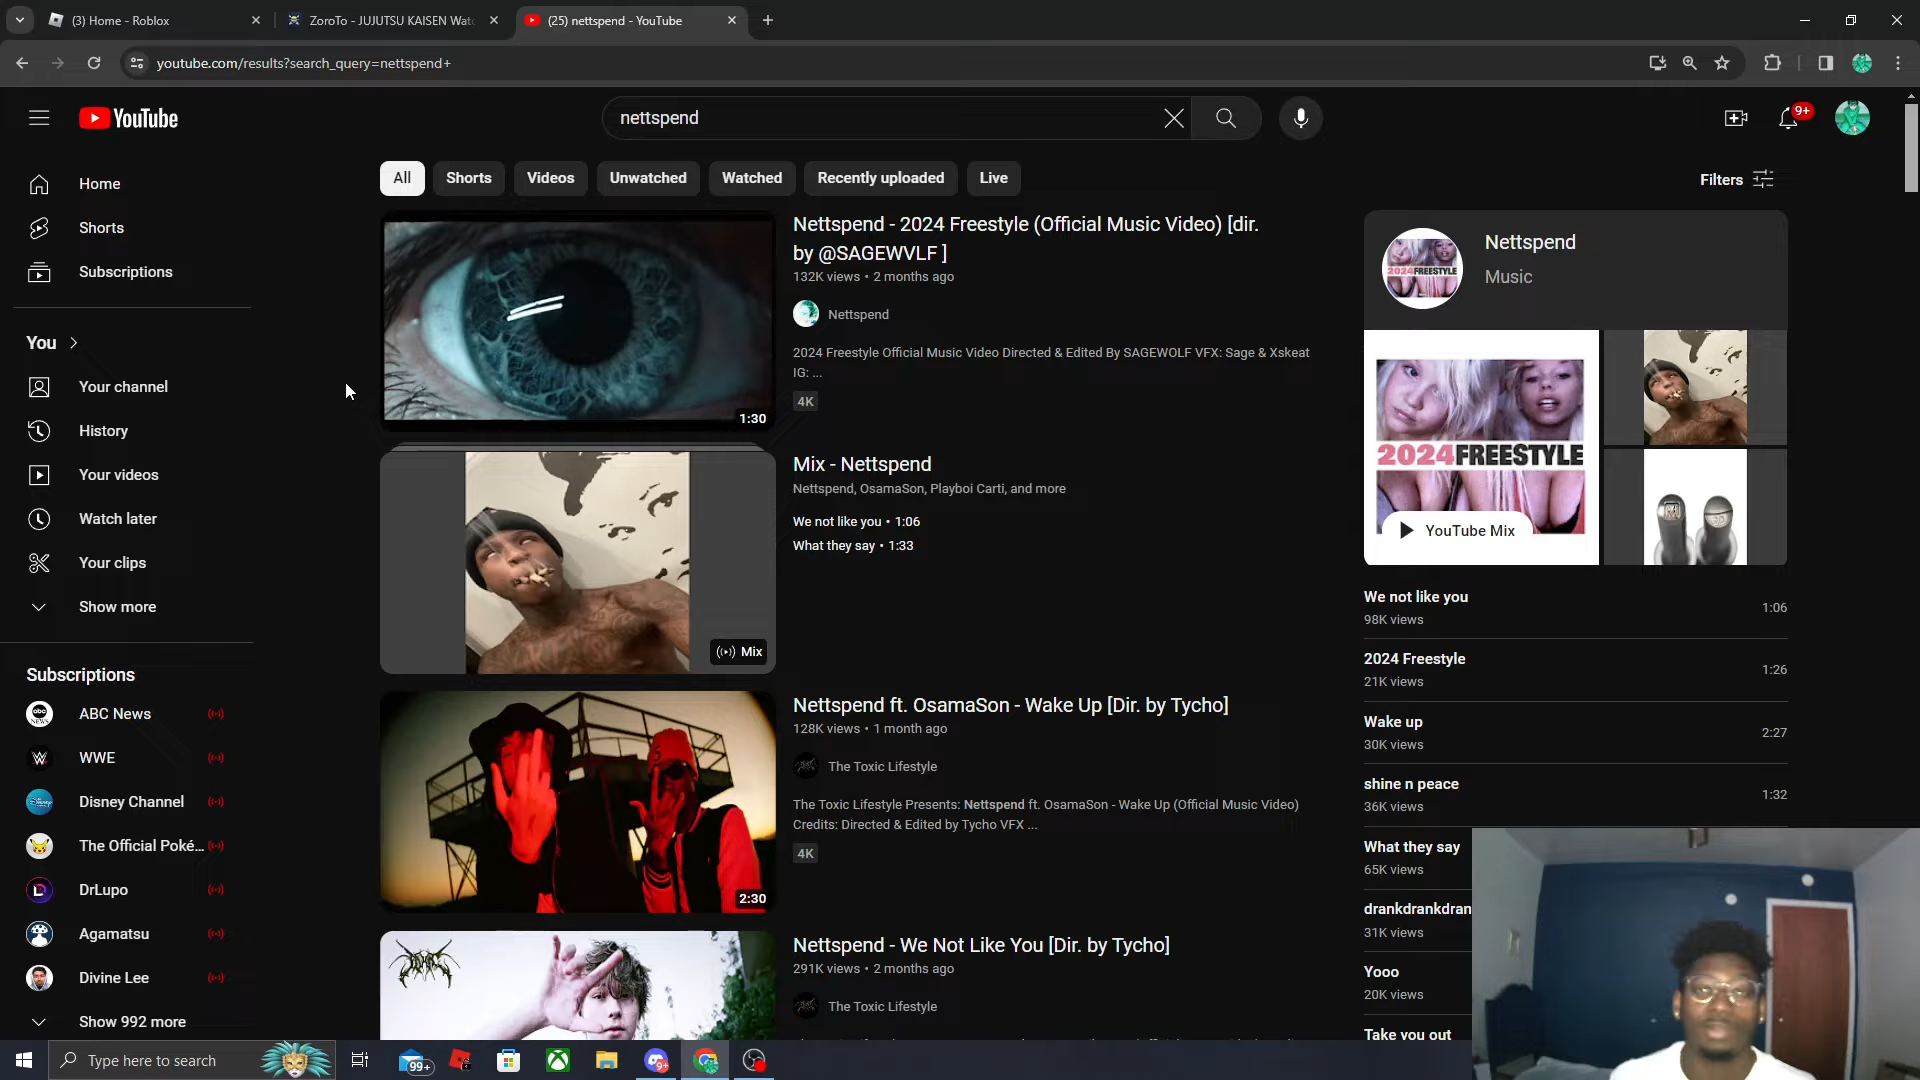 (3) Home - Roblox
ZoroTo - JUJUTSU KAISEN Wat
(25) nettspend - YouTube
youtube.com/results?search_query=nettspend+
YouTube
nettspend
9+
Home
Shorts
Subscriptions
You
Your channel
History
Your videos
Watch later
Your clips
Show more
Subscriptions
ABC News
WWE
Disney Channel
The Official Poké...
DrLupo
Agamatsu
Divine Lee
Show 992 more
All
Shorts
Videos
Unwatched
Watched
Recently uploaded
Live
Filters
1:30
Nettspend - 2024 Freestyle (Official Music Video) [dir.
by @SAGEWVLF ]
132K views • 2 months ago
Nettspend
2024 Freestyle Official Music Video Directed & Edited By SAGEWOLF VFX: Sage & Xskeat
IG: ...
4K
Mix
Mix - Nettspend
Nettspend, OsamaSon, Playboi Carti, and more
We not like you • 1:06
What they say • 1:33
2:30
Nettspend ft. OsamaSon - Wake Up [Dir. by Tycho]
128K views • 1 month ago
The Toxic Lifestyle
The Toxic Lifestyle Presents: Nettspend ft. OsamaSon - Wake Up (Official Music Video)
Credits: Directed & Edited by Tycho VFX ...
4K
Nettspend - We Not Like You [Dir. by Tycho]
291K views • 2 months ago
The Toxic Lifestyle
2024FREESTYLE
Nettspend
Music
2024FREESTYLE
YouTube Mix
We not like you
98K views
1:06
2024 Freestyle
21K views
1:26
Wake up
30K views
2:27
shine n peace
36K views
1:32
What they say
65K views
drankdrankdran
31K views
Yooo
20K views
Take you out
Type here to search
99+
9+